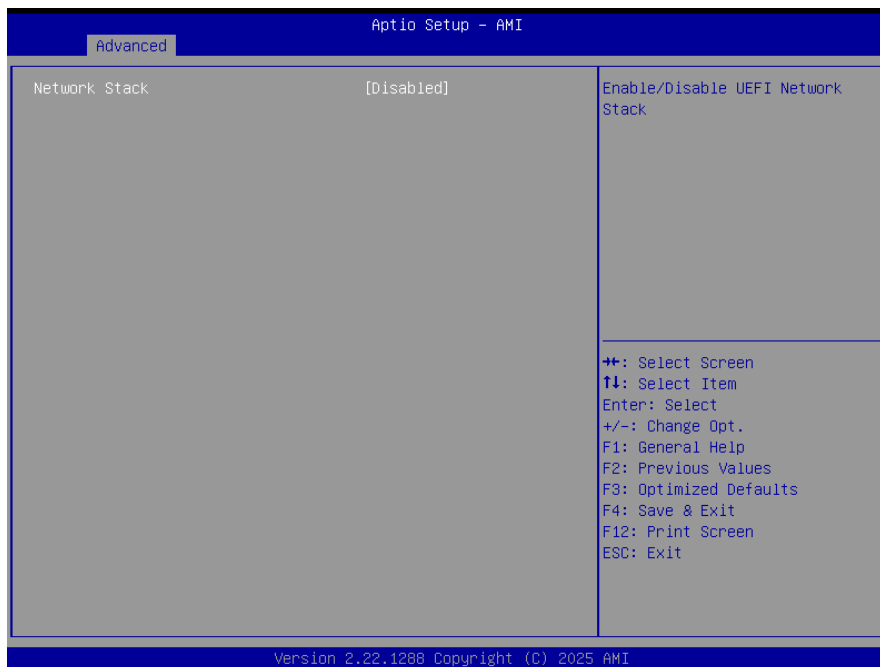 Aptio Setup – AMI
Advanced
Network Stack [Disabled]
Enable/Disable UEFI Network
Stack
→←: Select Screen
↑↓: Select Item
Enter: Select
+/-: Change Opt.
F1: General Help
F2: Previous Values
F3: Optimized Defaults
F4: Save & Exit
F12: Print Screen
ESC: Exit
Version 2.22.1288 Copyright (C) 2025 AMI